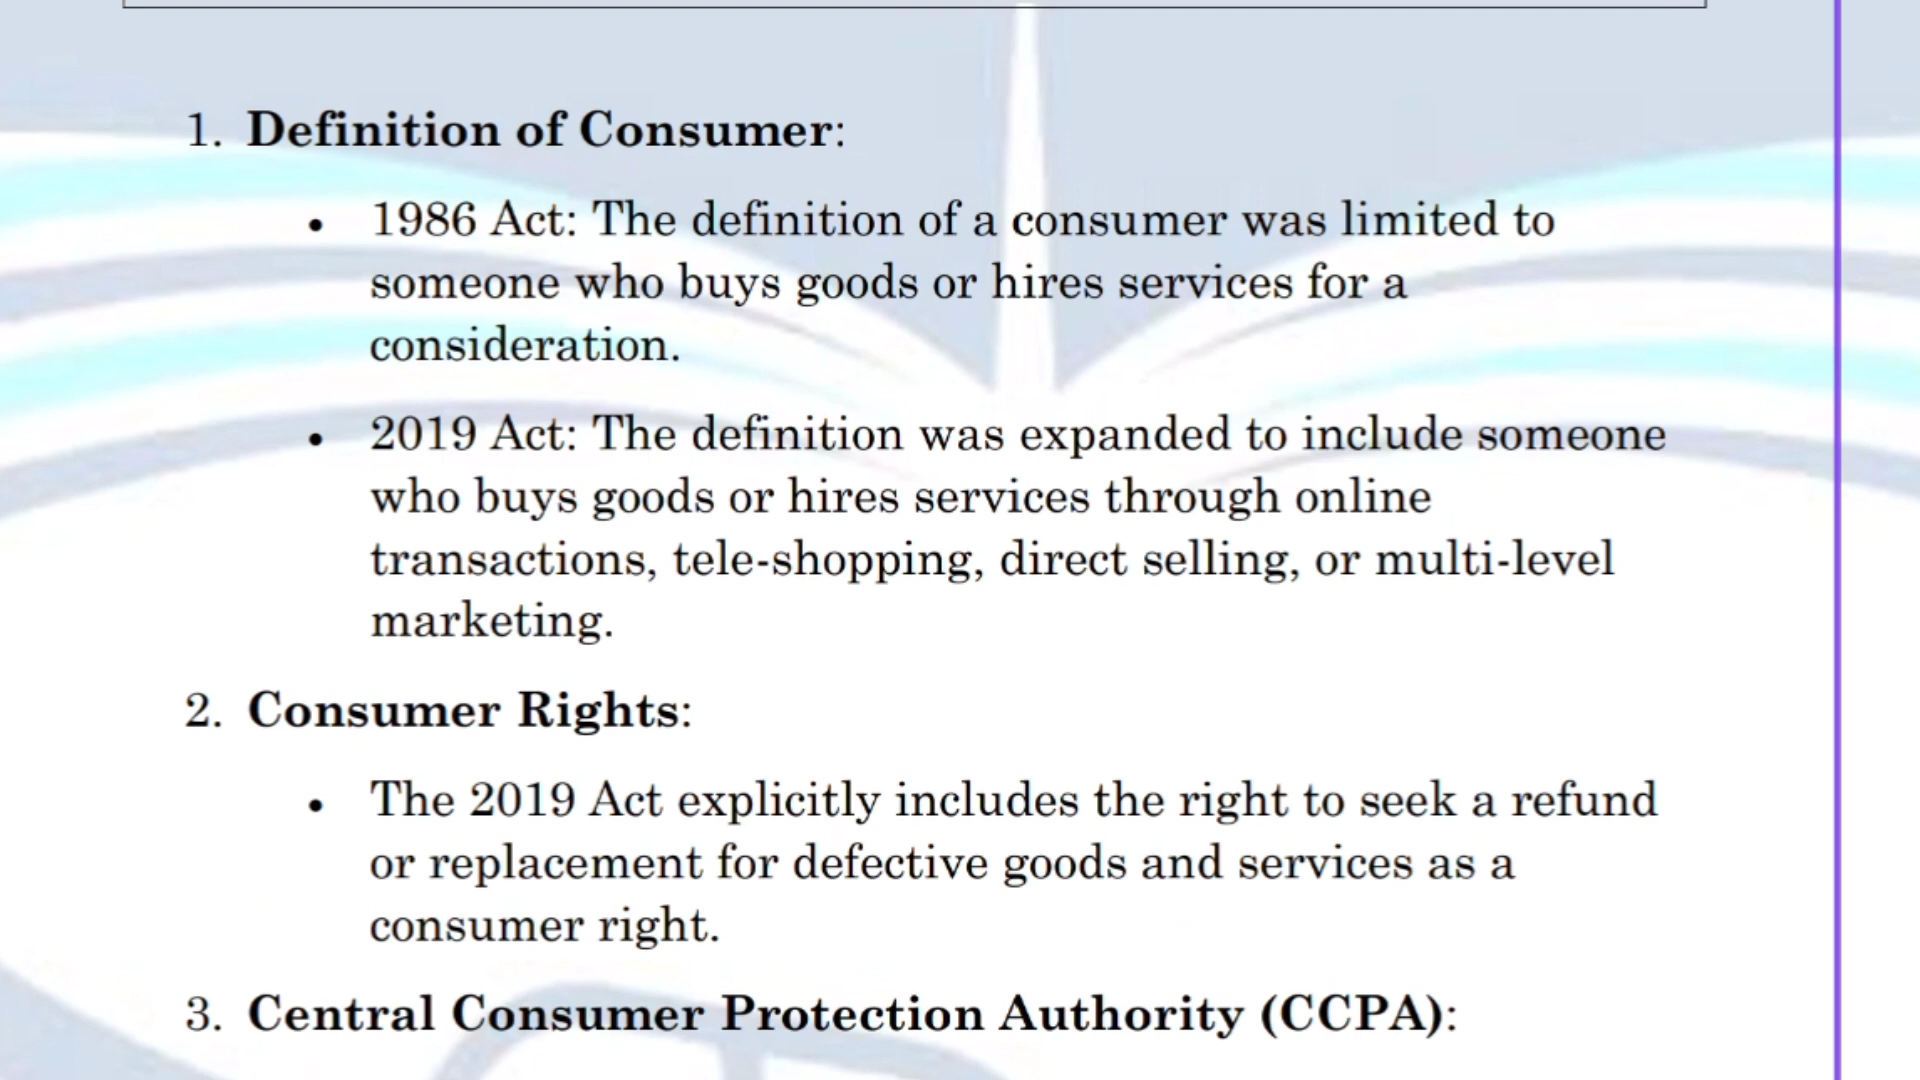 1. Definition of Consumer:
• 1986 Act: The definition of a consumer was limited to
someone who buys goods or hires services for a
consideration.
• 2019 Act: The definition was expanded to include someone
who buys goods or hires services through online
transactions, tele-shopping, direct selling, or multi-level
marketing.
2. Consumer Rights:
• The 2019 Act explicitly includes the right to seek a refund
or replacement for defective goods and services as a
consumer right.
3. Central Consumer Protection Authority (CCPA):